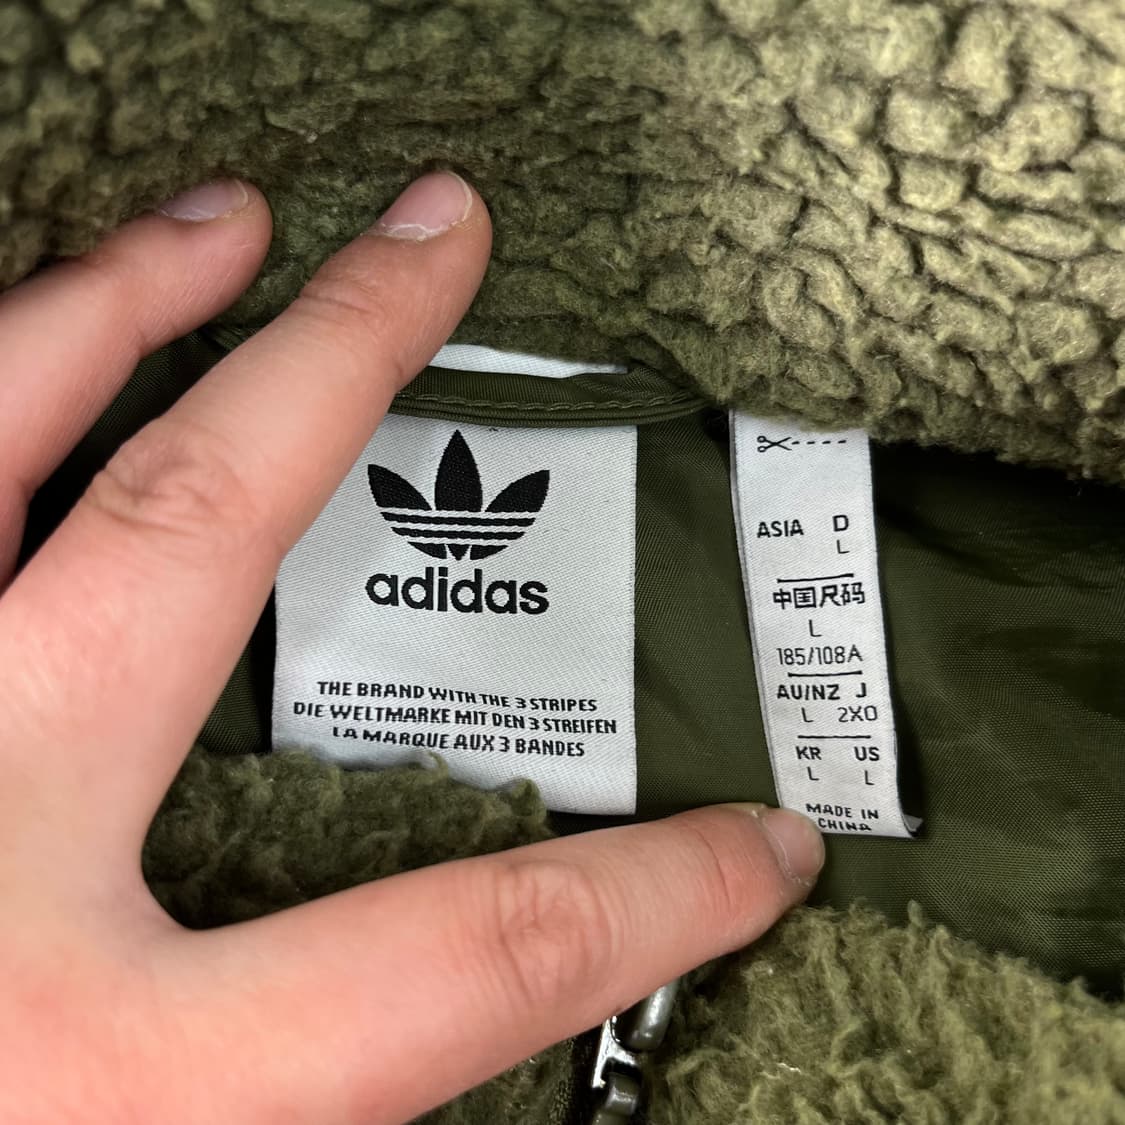 adidas
THE BRAND WITH THE 3 STRIPES
DIE WELTMARKE MIT DEN 3 STREIFEN
LA MARQUE AUX 3 BANDES
ASIA D
L
中国尺码
L
185/108A
AU/NZ J
L 2XO
KR US
L L
MADE IN
CHINA